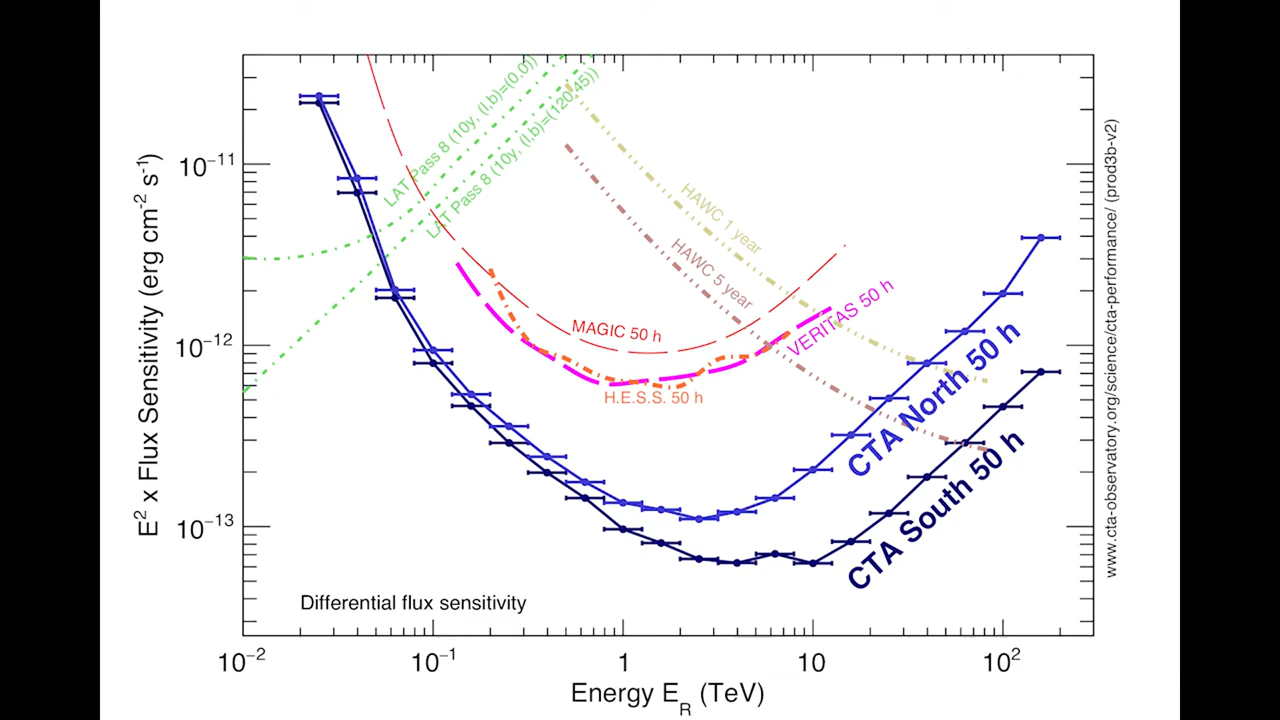 LAT Pass 8 (10y, (l,b)=(0,0))
LAT Pass 8 (10y, (l,b)=(120,45))
HAWC 1 year
HAWC 5 year
MAGIC 50 h
VERITAS 50 h
H.E.S.S. 50 h
CTA North 50 h
CTA South 50 h
Differential flux sensitivity
E² x Flux Sensitivity (erg cm⁻² s⁻¹)
10⁻¹¹
10⁻¹²
10⁻¹³
10⁻²
10⁻¹
1
10
10²
Energy E_R (TeV)
www.cta-observatory.org/science/cta-performance/ (prod3b-v2)